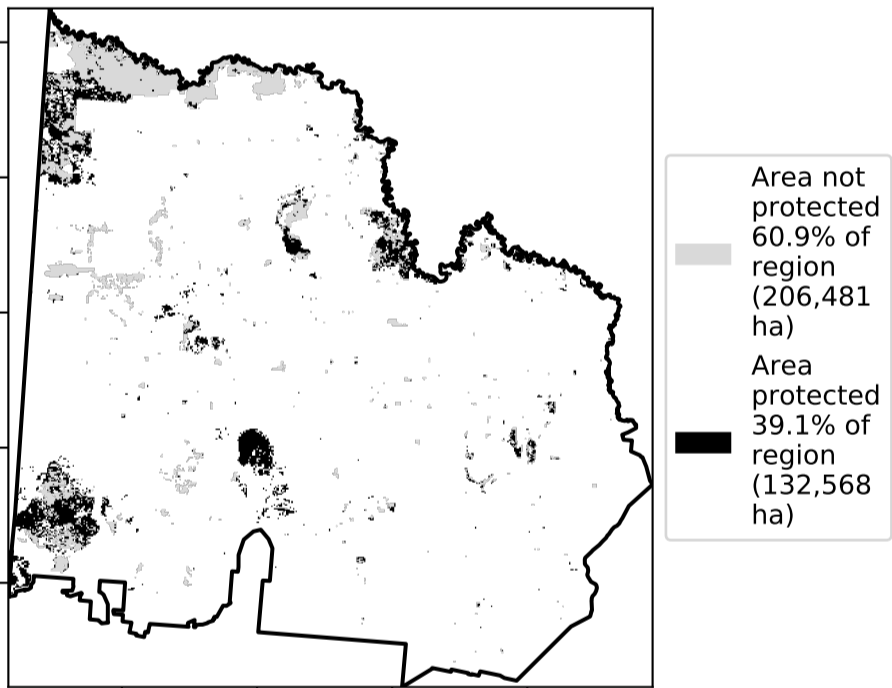 Area not
protected
60.9% of
region
(206,481
ha)
Area
protected
39.1% of
region
(132,568
ha)